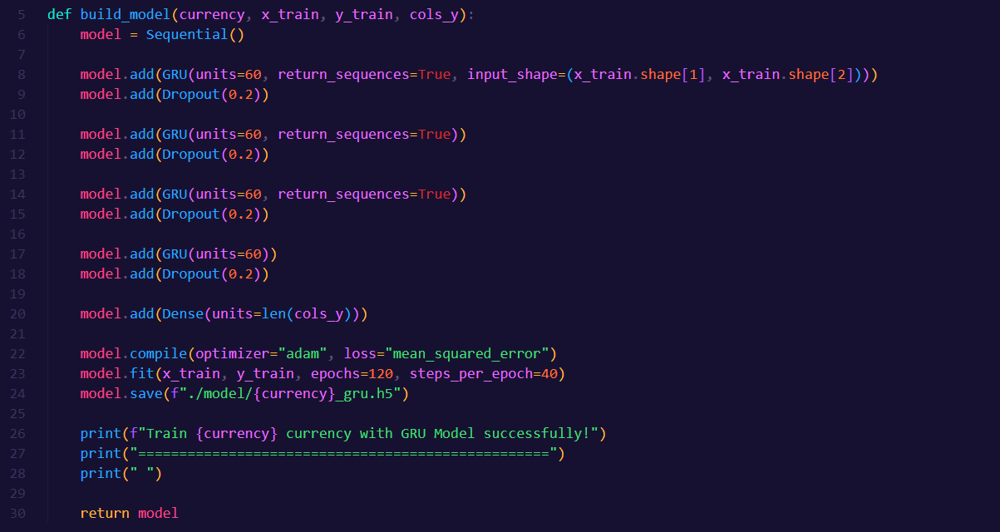 5 def build_model(currency, x_train, y_train, cols_y):
6     model = Sequential()
7
8     model.add(GRU(units=60, return_sequences=True, input_shape=(x_train.shape[1], x_train.shape[2])))
9     model.add(Dropout(0.2))
10
11     model.add(GRU(units=60, return_sequences=True))
12     model.add(Dropout(0.2))
13
14     model.add(GRU(units=60, return_sequences=True))
15     model.add(Dropout(0.2))
16
17     model.add(GRU(units=60))
18     model.add(Dropout(0.2))
19
20     model.add(Dense(units=len(cols_y)))
21
22     model.compile(optimizer="adam", loss="mean_squared_error")
23     model.fit(x_train, y_train, epochs=120, steps_per_epoch=40)
24     model.save(f"./model/{currency}_gru.h5")
25
26     print(f"Train {currency} currency with GRU Model successfully!")
27     print("==================================================")
28     print(" ")
29
30     return model